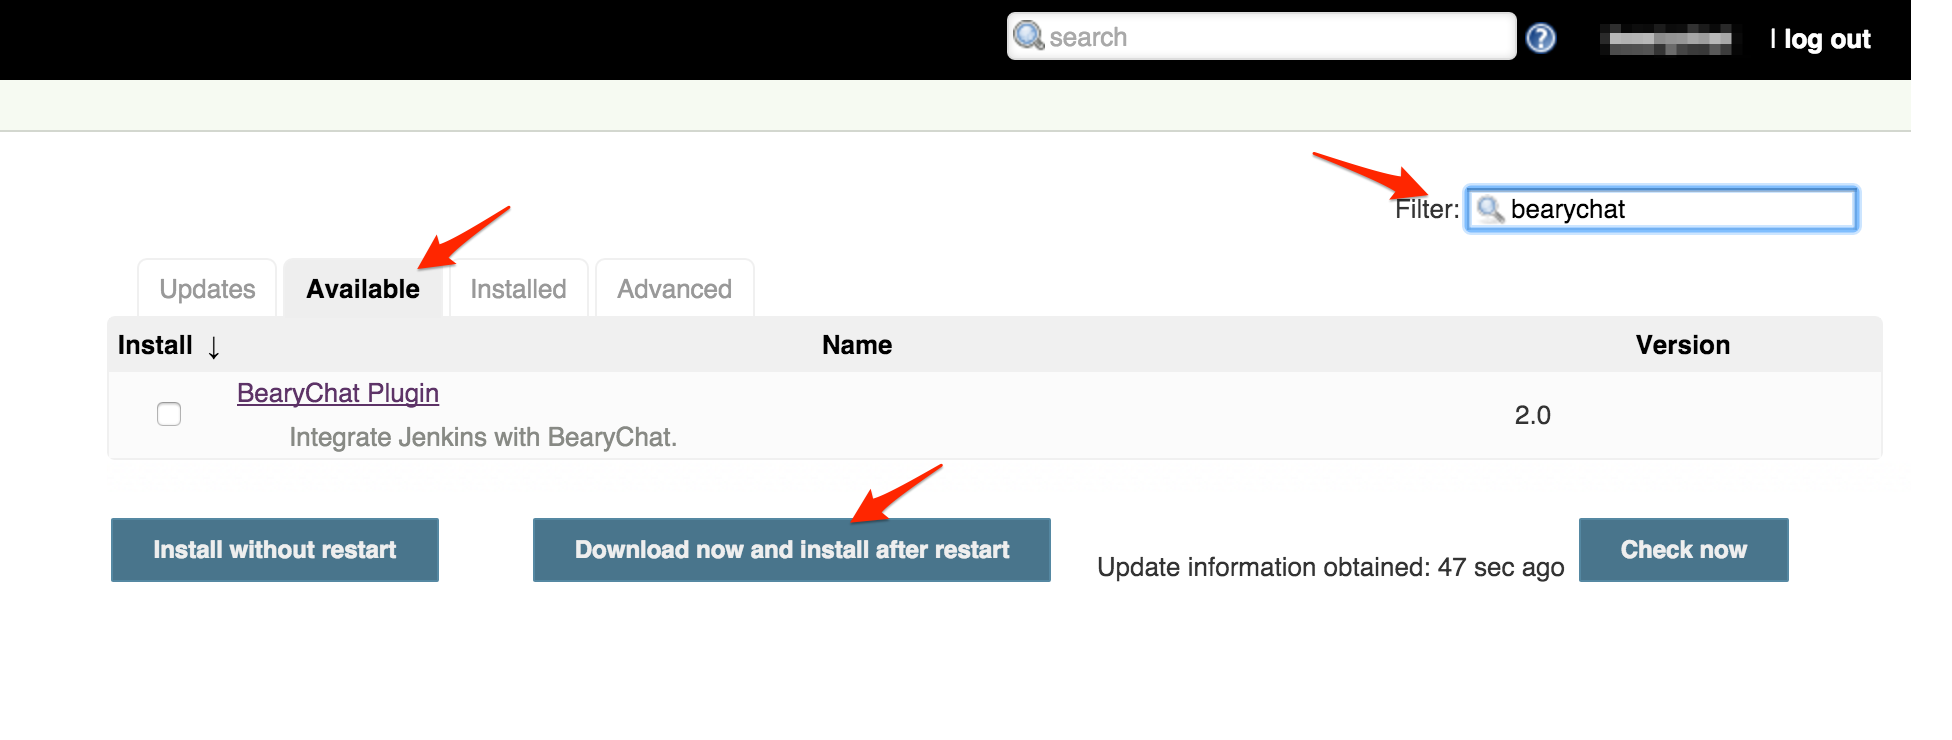 search
| log out
Filter: bearychat
Updates Available Installed Advanced
Install ↓ Name Version
BearyChat Plugin
Integrate Jenkins with BearyChat.
2.0
Install without restart Download now and install after restart Update information obtained: 47 sec ago Check now